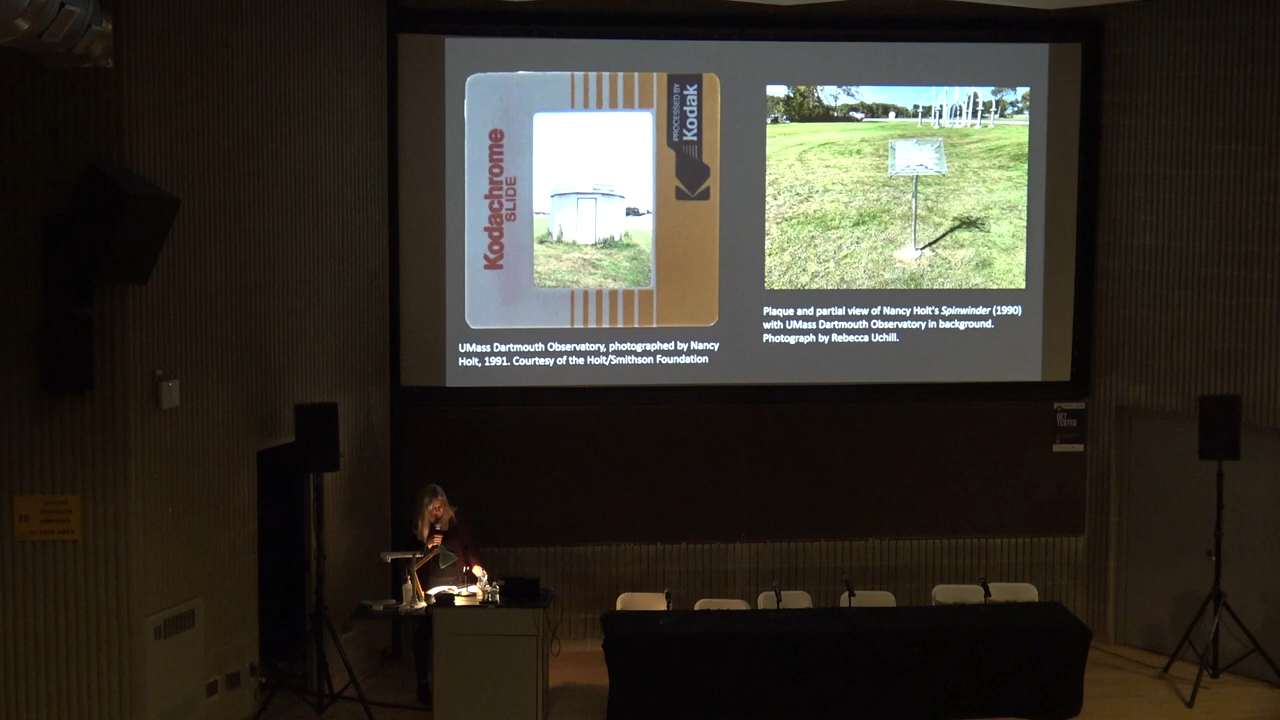 Kodachrome
SLIDE
PROCESSED BY
Kodak
UMass Dartmouth Observatory, photographed by Nancy
Holt, 1991. Courtesy of the Holt/Smithson Foundation
Plaque and partial view of Nancy Holt's Spinwinder (1990)
with UMass Dartmouth Observatory in background.
Photograph by Rebecca Uchill.
GET
TESTED